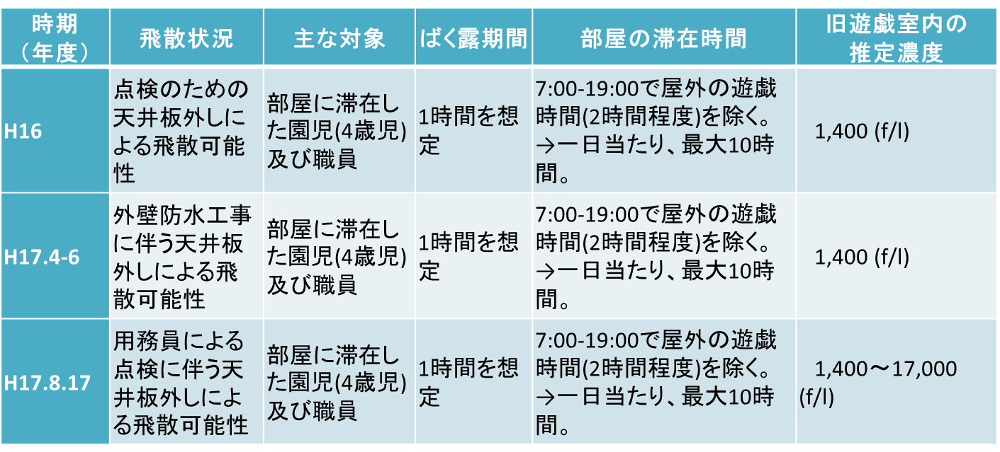 時期
(年度)
飛散状況
主な対象
ばく露期間
部屋の滞在時間
旧遊戯室内の
推定濃度
H16
点検のための
天井板外しに
よる飛散可能
性
部屋に滞在し
た園児(4歳児)
及び職員
1時間を想
定
7:00-19:00で屋外の遊戯
時間(2時間程度)を除く。
→一日当たり、最大10時
間。
1,400 (f/l)
H17.4-6
外壁防水工事
に伴う天井板
外しによる飛
散可能性
部屋に滞在し
た園児(4歳児)
及び職員
1時間を想
定
7:00-19:00で屋外の遊戯
時間(2時間程度)を除く。
→一日当たり、最大10時
間。
1,400 (f/l)
H17.8.17
用務員による
点検に伴う天
井板外しによ
る飛散可能性
部屋に滞在し
た園児(4歳児)
及び職員
1時間を想
定
7:00-19:00で屋外の遊戯
時間(2時間程度)を除く。
→一日当たり、最大10時
間。
1,400~17,000
(f/l)